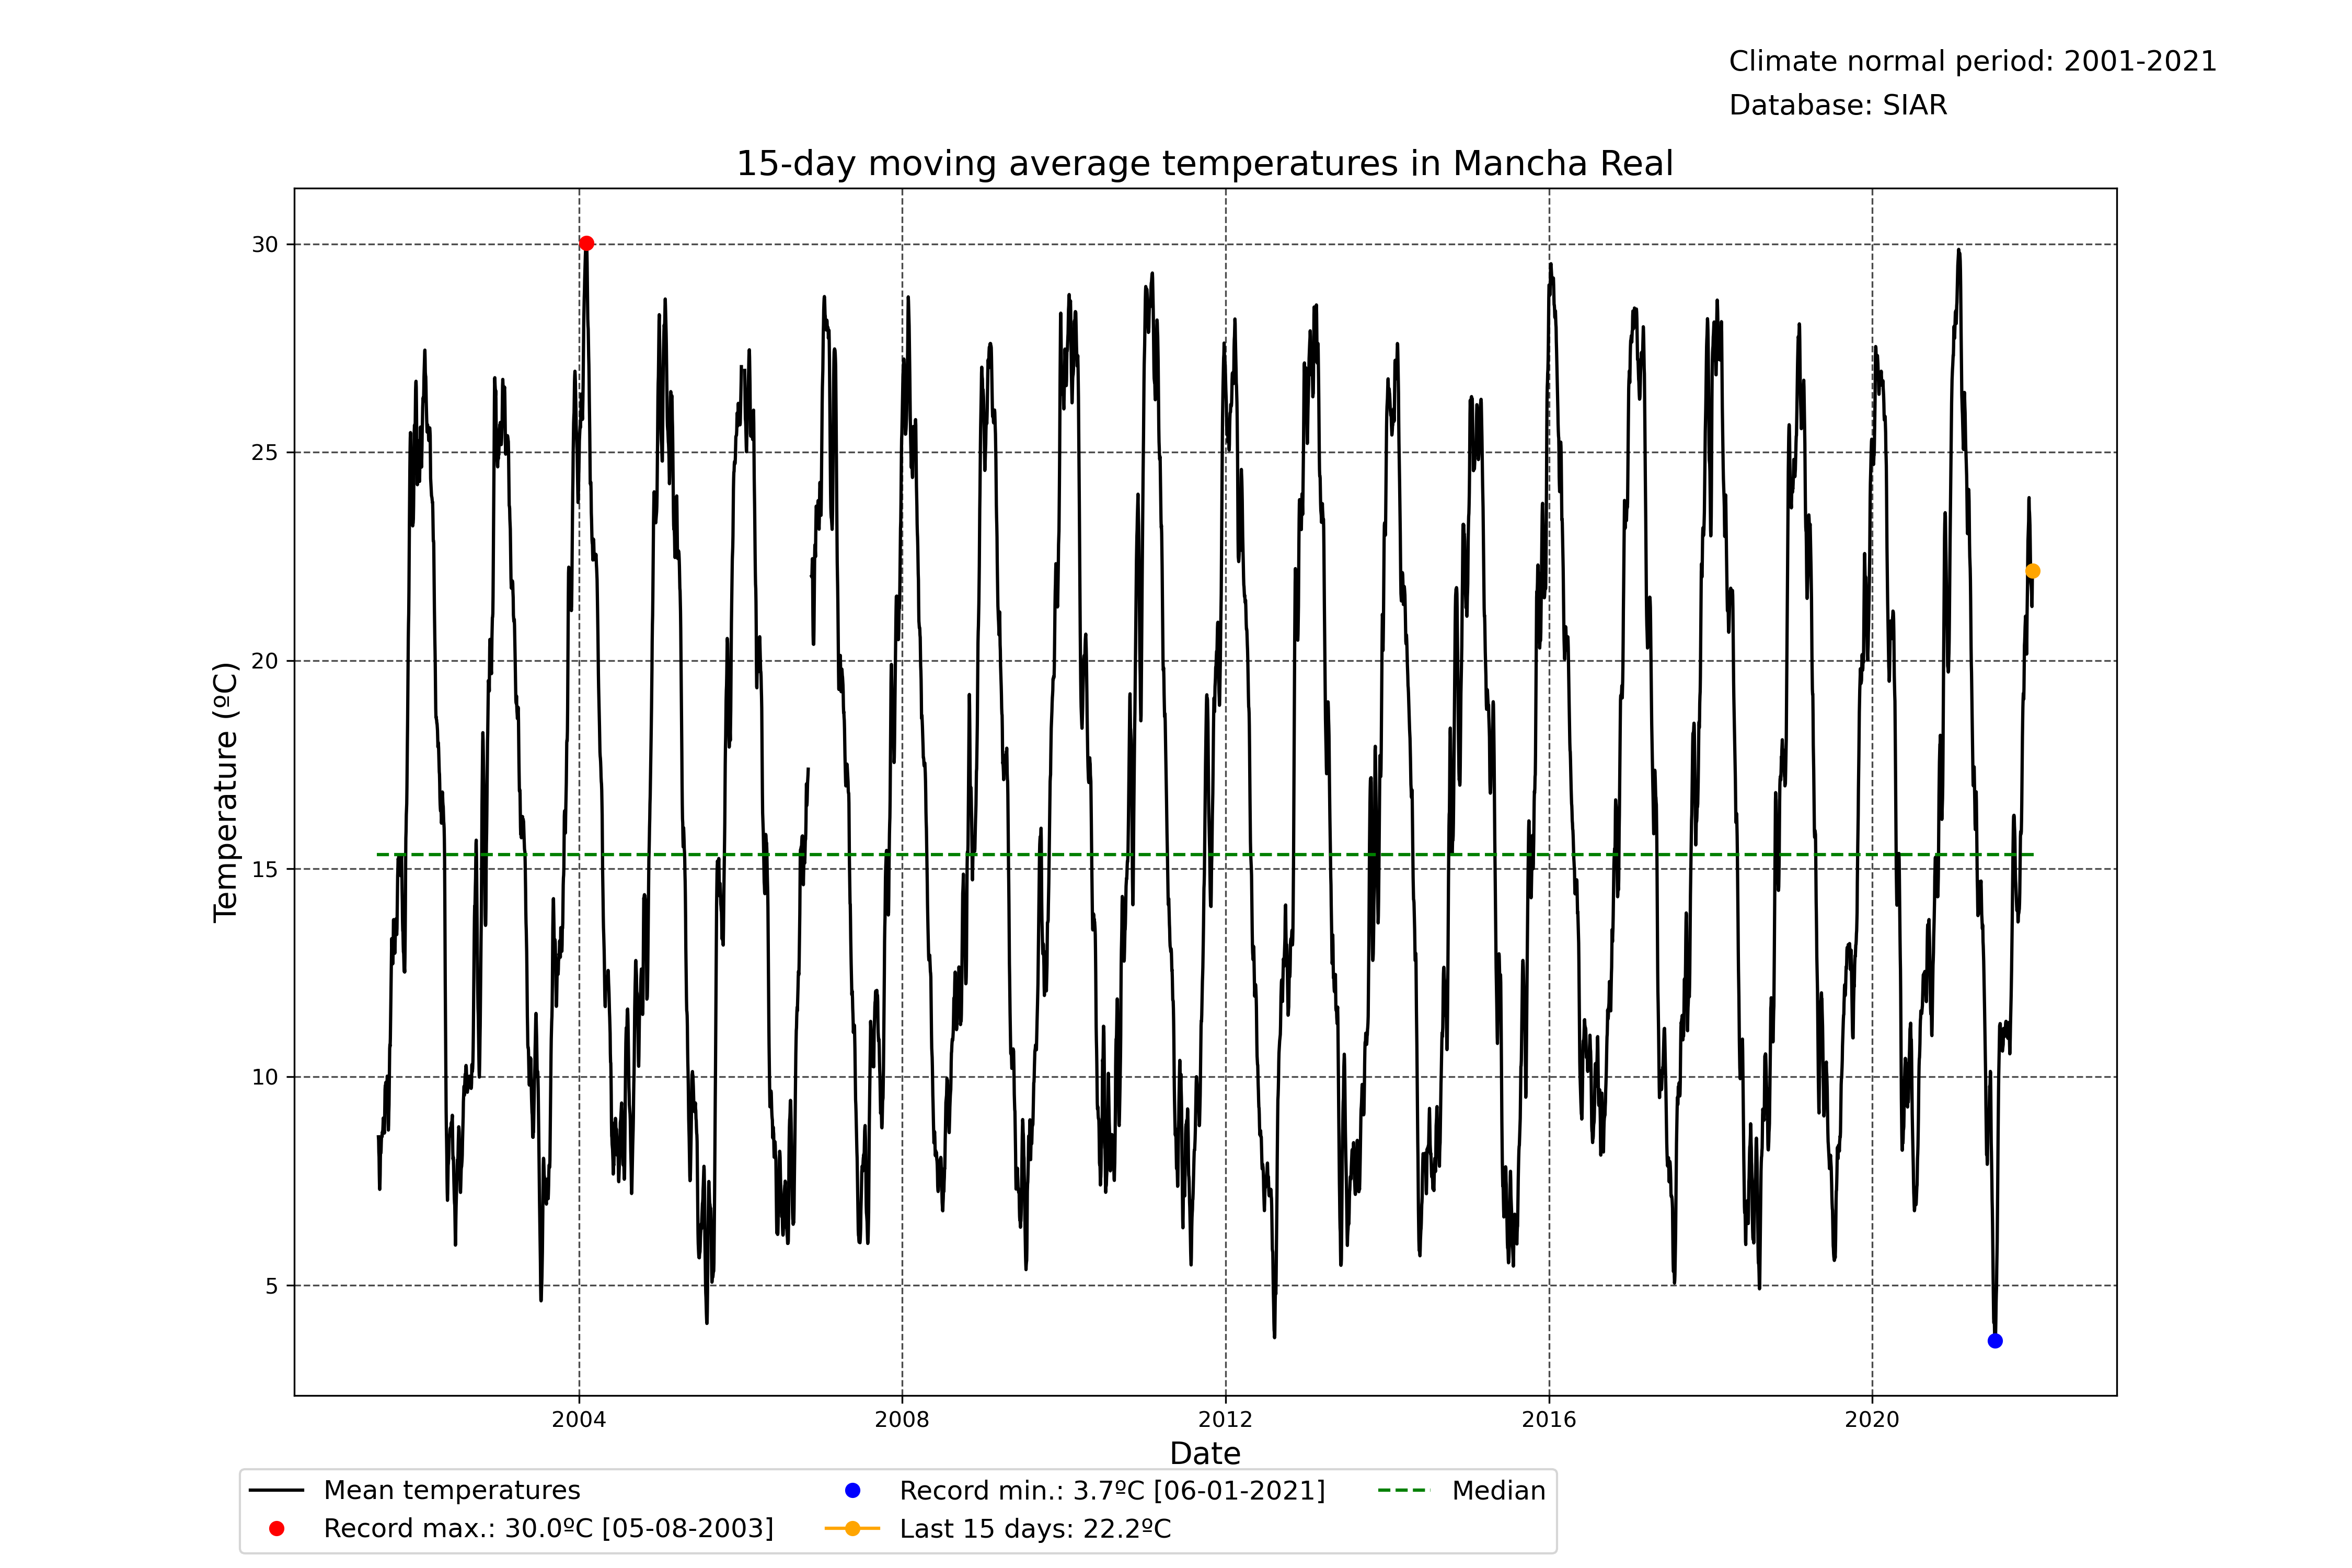 Climate normal period: 2001-2021
Database: SIAR
15-day moving average temperatures in Mancha Real
30
25
20
15
10
5
Temperature (ºC)
2004 2008 2012 2016 2020
Date
Mean temperatures
Record max.: 30.0ºC [05-08-2003]
Record min.: 3.7ºC [06-01-2021]
Last 15 days: 22.2ºC
Median